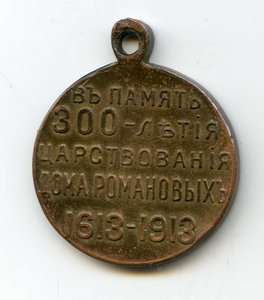 ВЪ ПАМЯТЬ
300-ЛѢТІЯ
ЦАРСТВОВАНІЯ
ДОМА РОМАНОВЫХЪ
1613-1913